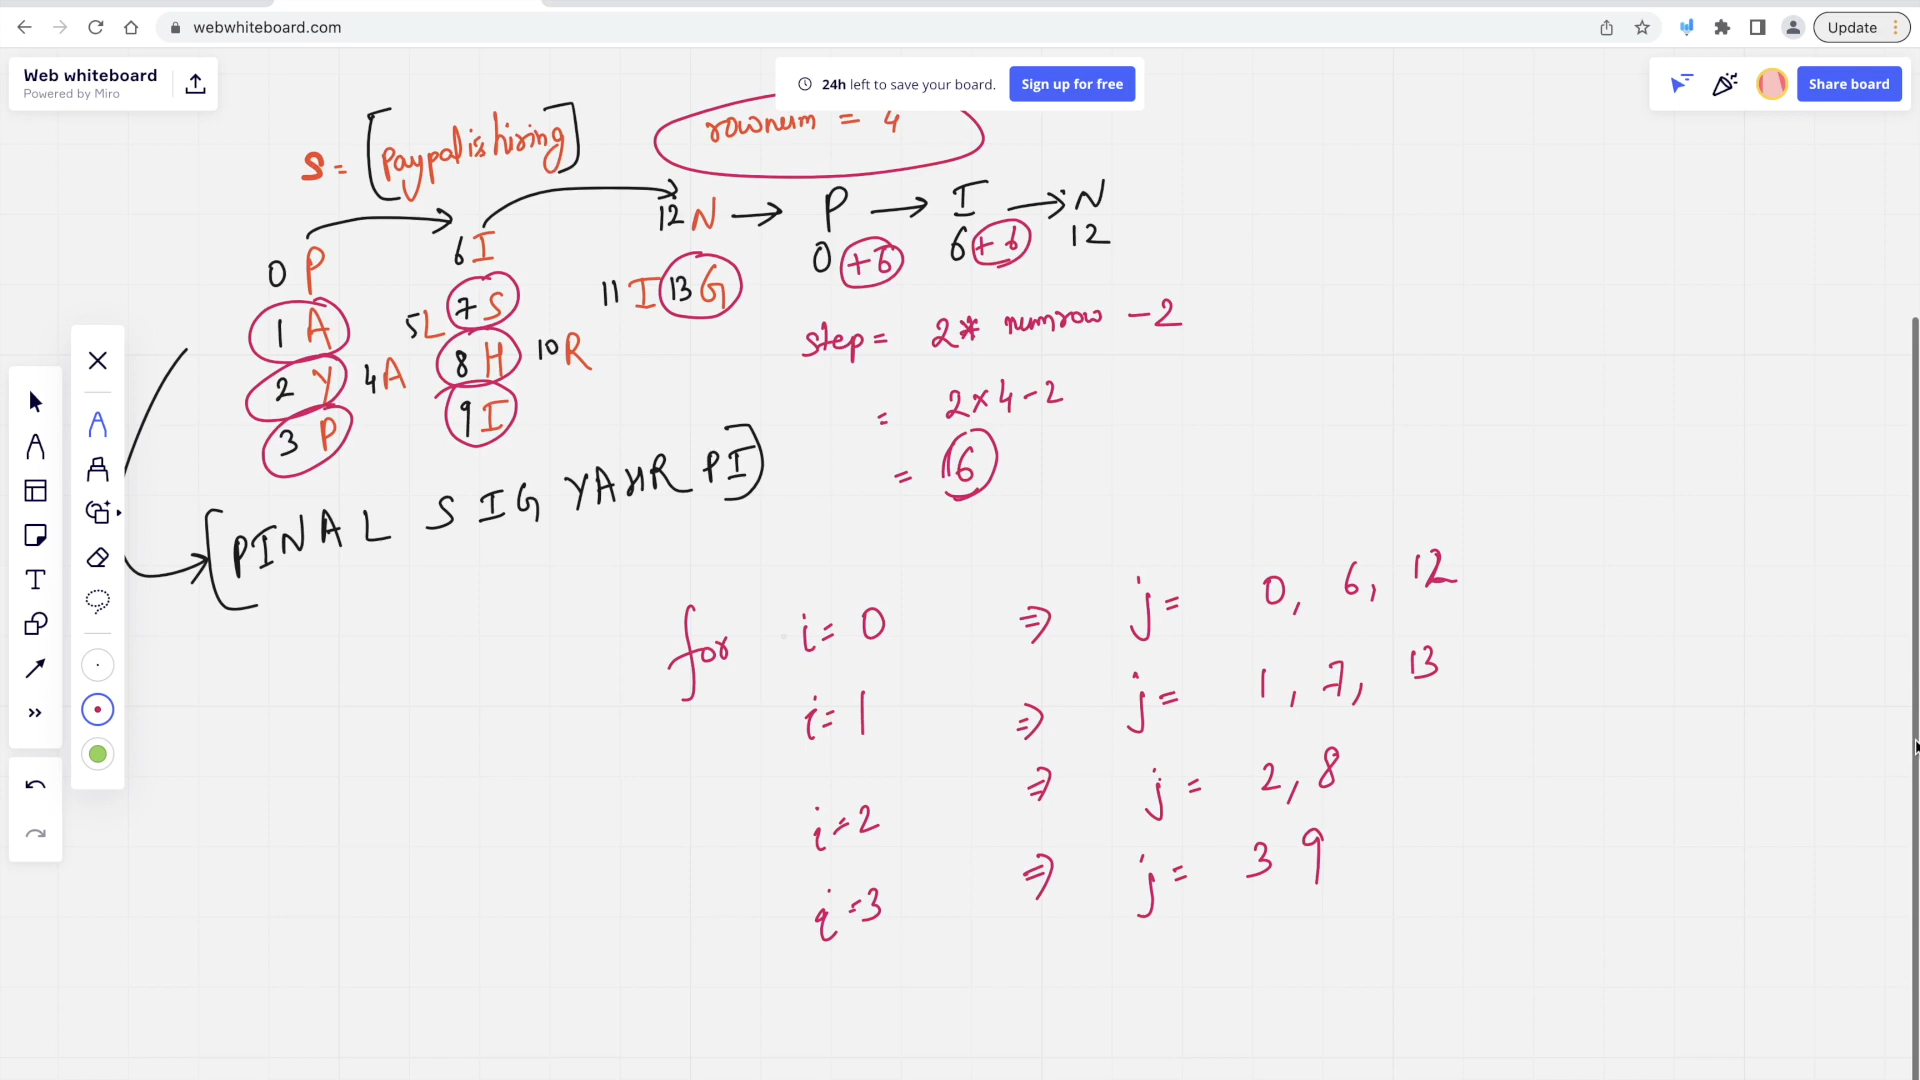 webwhiteboard.com
Update
Web whiteboard
Powered by Miro
24h left to save your board.
Sign up for free
Share board
S = [Paypal is hiring]
rownum = 4
0 P 6 I 12 N → P → I → N
0 +6 6 +6 12
1 A 5 L 7 S 11 I 13 G
2 Y 4 A 8 H 10 R
3 P 9 I
step = 2* numrow -2
= 2×4-2
= 6
[PINAL SIG YAHR PI]
for i = 0 ⇒ j = 0, 6, 12
i = 1 ⇒ j = 1, 7, 13
i = 2 ⇒ j = 2, 8
i = 3 ⇒ j = 3 9